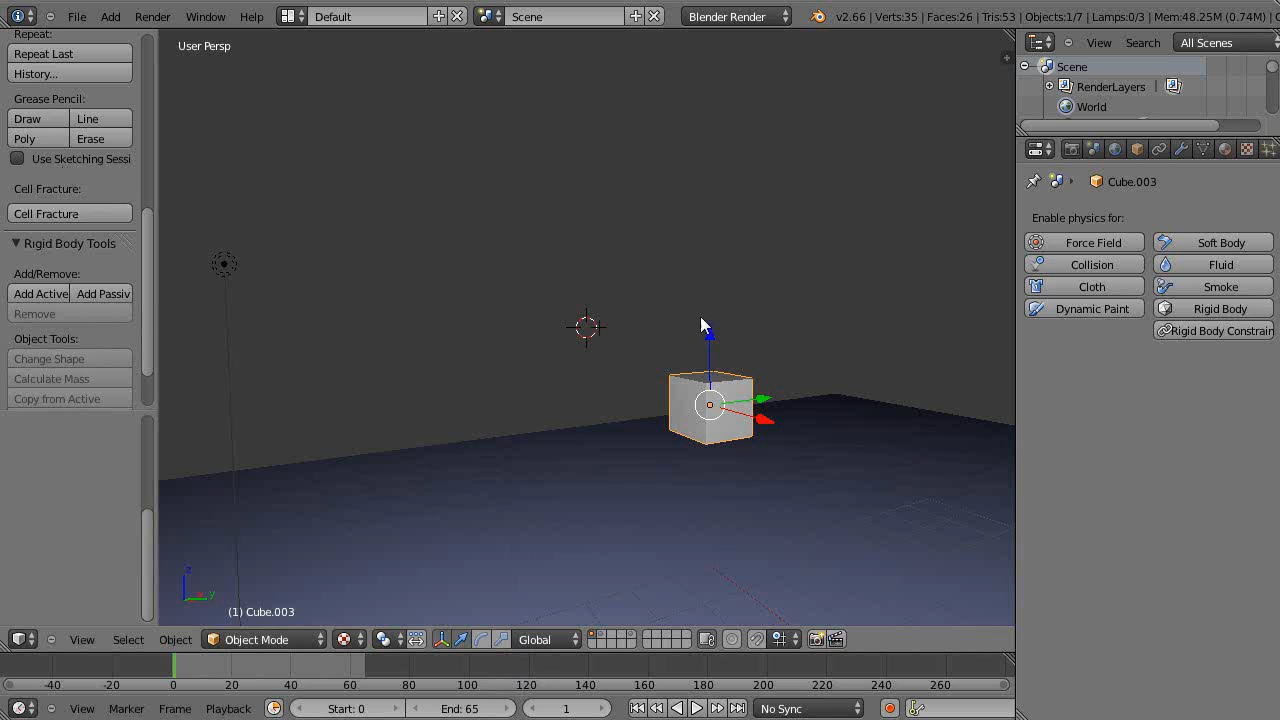 File Add Render Window Help Default Scene Blender Render v2.66 | Verts:35 | Faces:26 | Tris:53 | Objects:1/7 | Lamps:0/3 | Mem:48.25M (0.74M) |
Repeat:
Repeat Last
History...
Grease Pencil:
Draw Line
Poly Erase
Use Sketching Sessi
Cell Fracture:
Cell Fracture
Rigid Body Tools
Add/Remove:
Add Active Add Passiv
Remove
Object Tools:
Change Shape
Calculate Mass
Copy from Active
User Persp
z
y
(1) Cube.003
View Search All Scenes
Scene
RenderLayers |
World
Cube.003
Enable physics for:
Force Field Soft Body
Collision Fluid
Cloth Smoke
Dynamic Paint Rigid Body
Rigid Body Constrain
View Select Object Object Mode Global
-40 -20 0 20 40 60 80 100 120 140 160 180 200 220 240 260
View Marker Frame Playback Start: 0 End: 65 1 No Sync